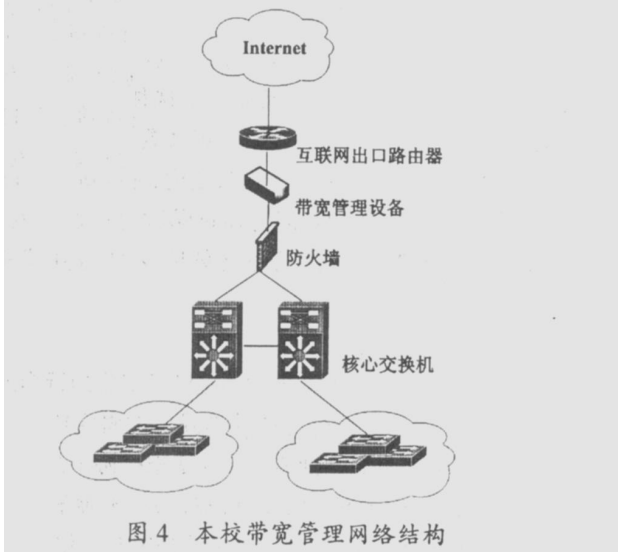 Internet
互联网出口路由器
带宽管理设备
防火墙
核心交换机
图 4 本校带宽管理网络结构